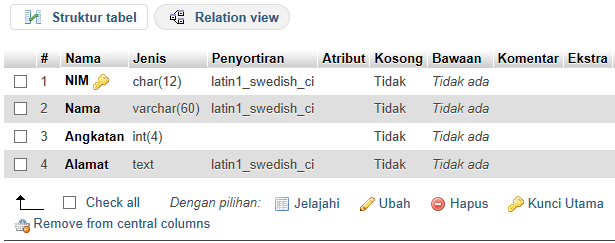 Struktur tabel Relation view
# Nama Jenis Penyortiran Atribut Kosong Bawaan Komentar Ekstra
1 NIM char(12) latin1_swedish_ci Tidak Tidak ada
2 Nama varchar(60) latin1_swedish_ci Tidak Tidak ada
3 Angkatan int(4) Tidak Tidak ada
4 Alamat text latin1_swedish_ci Tidak Tidak ada
Check all Dengan pilihan: Jelajahi Ubah Hapus Kunci Utama
Remove from central columns